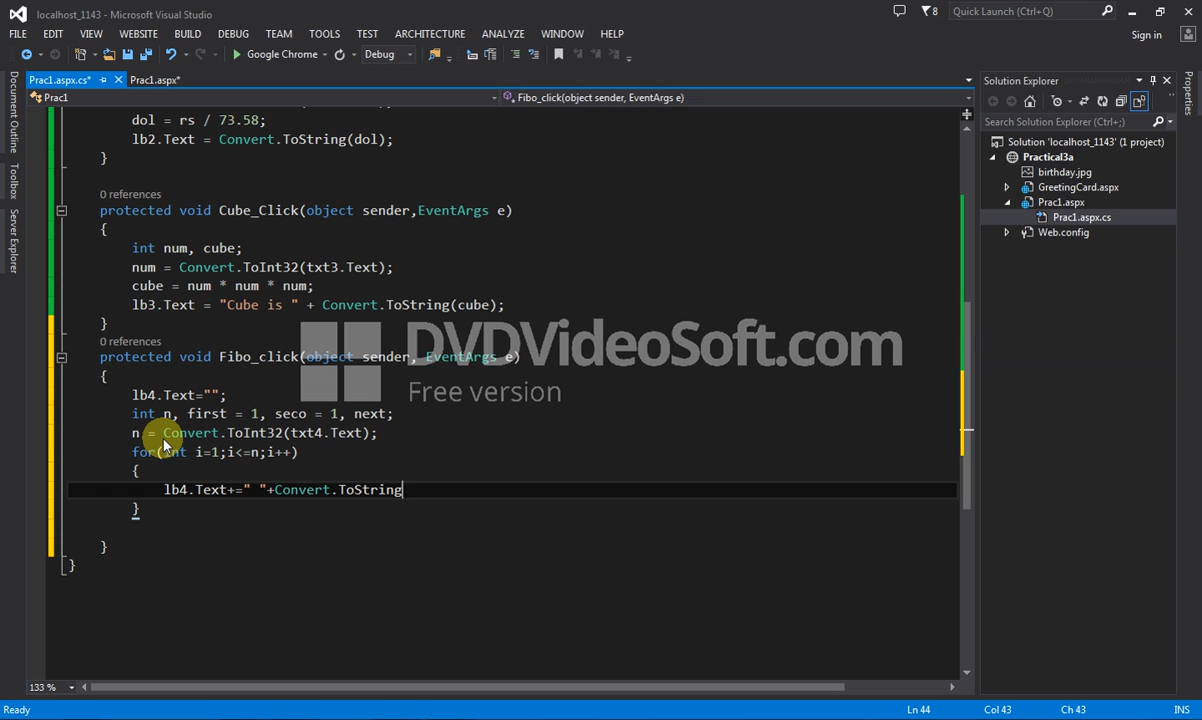 localhost_1143 - Microsoft Visual Studio
8
Quick Launch (Ctrl+Q)
FILE EDIT VIEW WEBSITE BUILD DEBUG TEAM TOOLS TEST ARCHITECTURE ANALYZE WINDOW HELP
Sign in
Google Chrome
Debug
Document Outline
Toolbox
Server Explorer
Prac1.aspx.cs*
Prac1.aspx*
Prac1
Fibo_click(object sender, EventArgs e)
dol = rs / 73.58;
lb2.Text = Convert.ToString(dol);
}
0 references
protected void Cube_Click(object sender,EventArgs e)
{
int num, cube;
num = Convert.ToInt32(txt3.Text);
cube = num * num * num;
lb3.Text = "Cube is " + Convert.ToString(cube);
}
0 references
protected void Fibo_click(object sender, EventArgs e)
{
lb4.Text="";
int n, first = 1, seco = 1, next;
n = Convert.ToInt32(txt4.Text);
for(int i=1;i<=n;i++)
{
lb4.Text+=" "+Convert.ToString
}
}
}
DVDVideoSoft.com
Free version
Solution Explorer
Search Solution Explorer (Ctrl+;)
Solution 'localhost_1143' (1 project)
Practical3a
birthday.jpg
GreetingCard.aspx
Prac1.aspx
Prac1.aspx.cs
Web.config
Properties
133 %
Ready
Ln 44
Col 43
Ch 43
INS